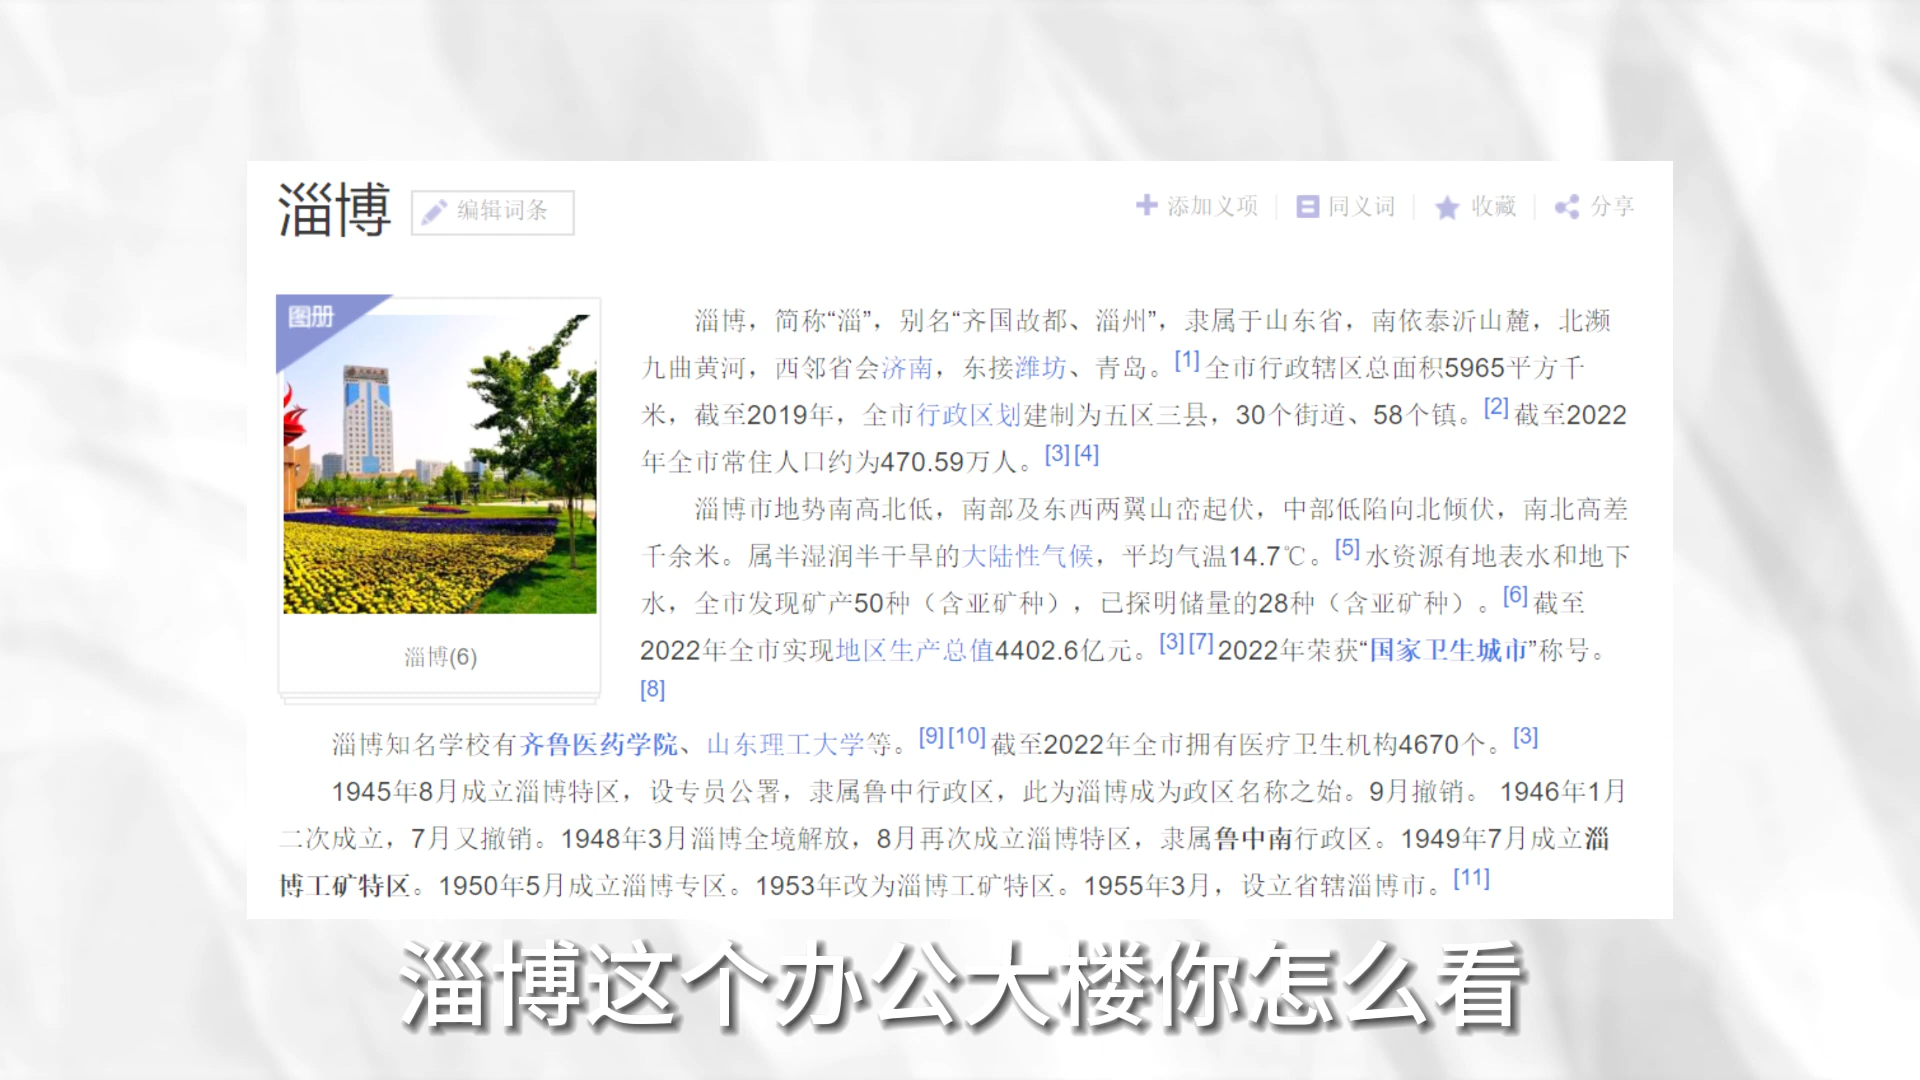 淄博
编辑词条
添加义项
同义词
收藏
分享
图册
淄博，简称“淄”，别名“齐国故都、淄州”，隶属于山东省，南依泰沂山麓，北濒
九曲黄河，西邻省会济南，东接潍坊、青岛。[1]全市行政辖区总面积5965平方千
米，截至2019年，全市行政区划建制为五区三县，30个街道、58个镇。[2]截至2022
年全市常住人口约为470.59万人。[3][4]
淄博市地势南高北低，南部及东西两翼山峦起伏，中部低陷向北倾伏，南北高差
千余米。属半湿润半干旱的大陆性气候，平均气温14.7℃。[5]水资源有地表水和地下
水，全市发现矿产50种（含亚矿种），已探明储量的28种（含亚矿种）。[6]截至
2022年全市实现地区生产总值4402.6亿元。[3][7]2022年荣获“国家卫生城市”称号。
[8]
淄博(6)
淄博知名学校有齐鲁医药学院、山东理工大学等。[9][10]截至2022年全市拥有医疗卫生机构4670个。[3]
1945年8月成立淄博特区，设专员公署，隶属鲁中行政区，此为淄博成为政区名称之始。9月撤销。 1946年1月
二次成立，7月又撤销。1948年3月淄博全境解放，8月再次成立淄博特区，隶属鲁中南行政区。1949年7月成立淄
博工矿特区。1950年5月成立淄博专区。1953年改为淄博工矿特区。1955年3月，设立省辖淄博市。[11]
淄博这个办公大楼你怎么看